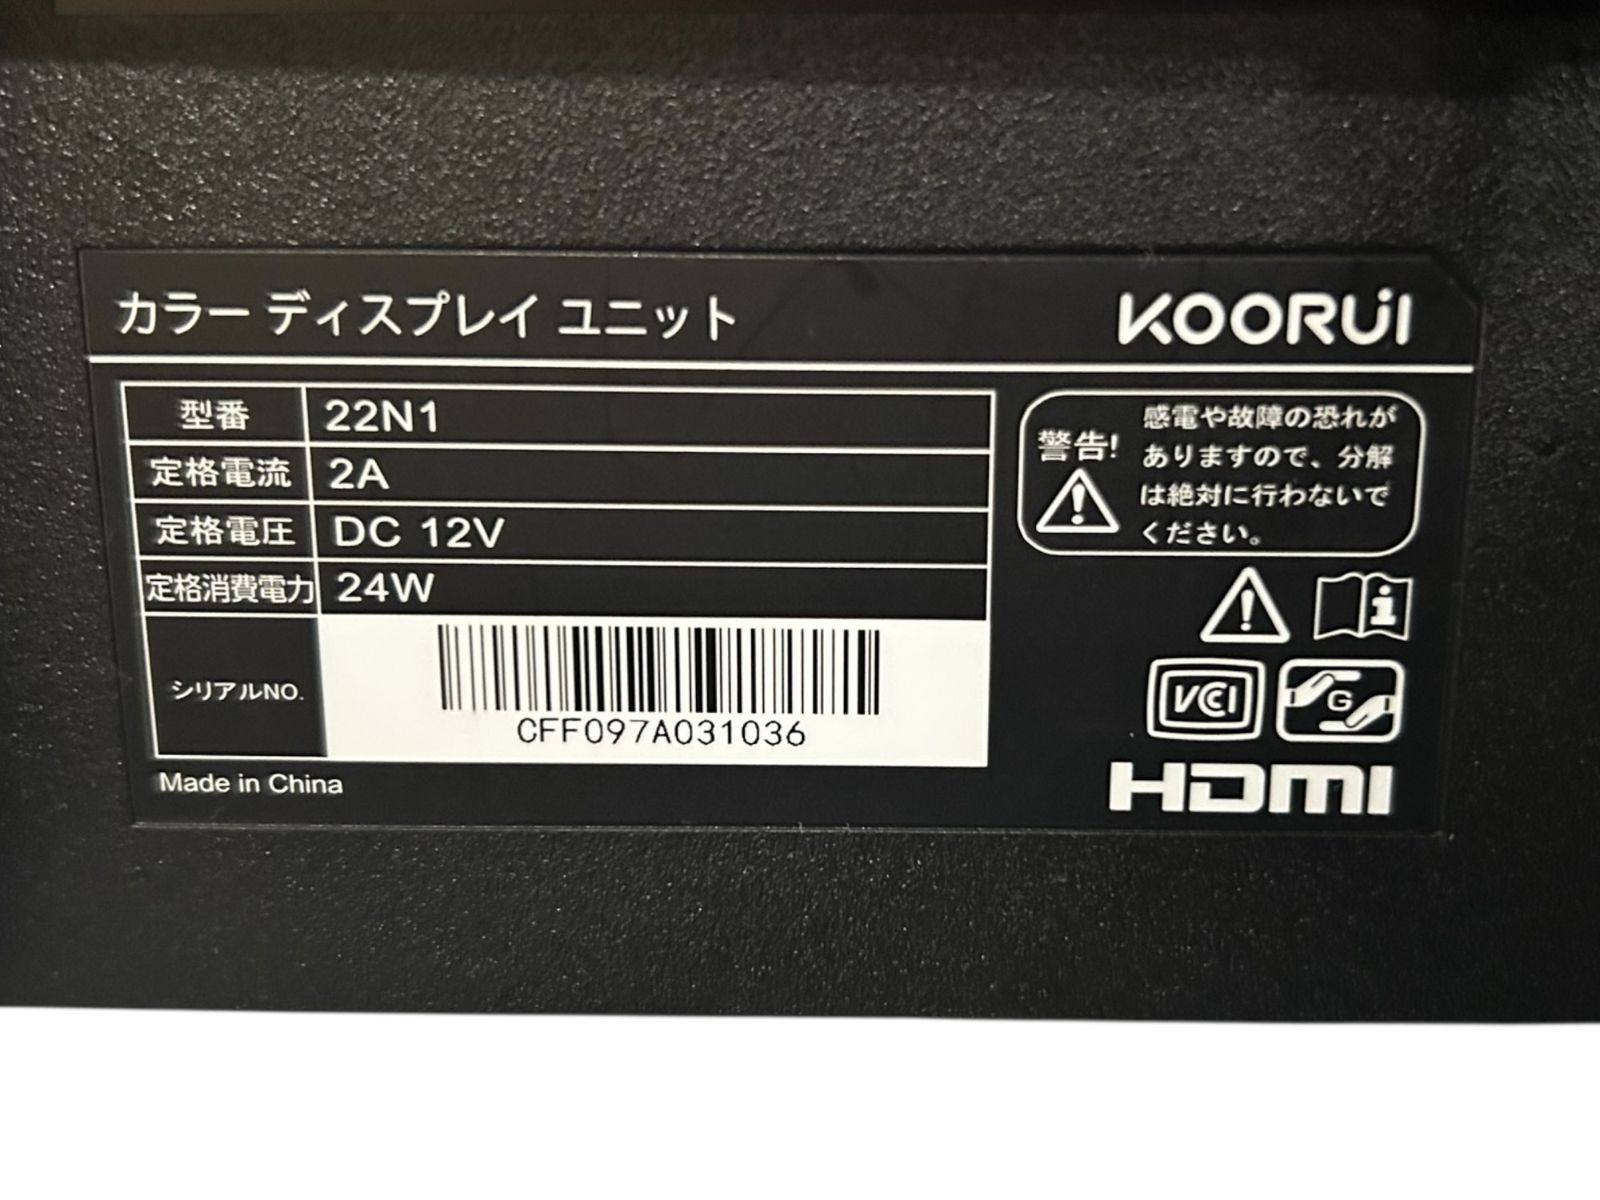 カラー ディスプレイ ユニット
KOORUI
型番 22N1
定格電流 2A
定格電圧 DC 12V
定格消費電力 24W
シリアルNO.
CFF097A031036
Made in China
警告!
感電や故障の恐れが
ありますので、分解
は絶対に行わないで
ください。
VCCI
G
HDMI